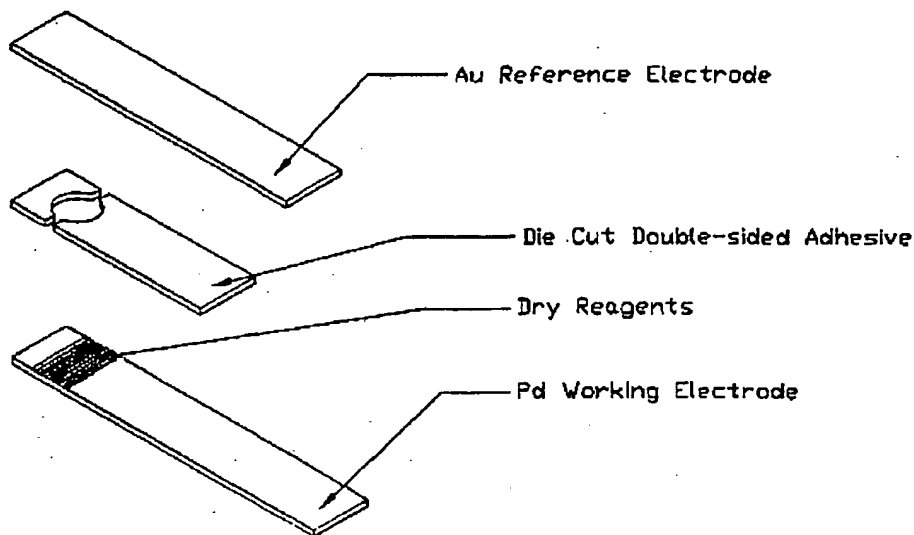 Au Reference Electrode
Die Cut Double-sided Adhesive
Dry Reagents
Pd Working Electrode